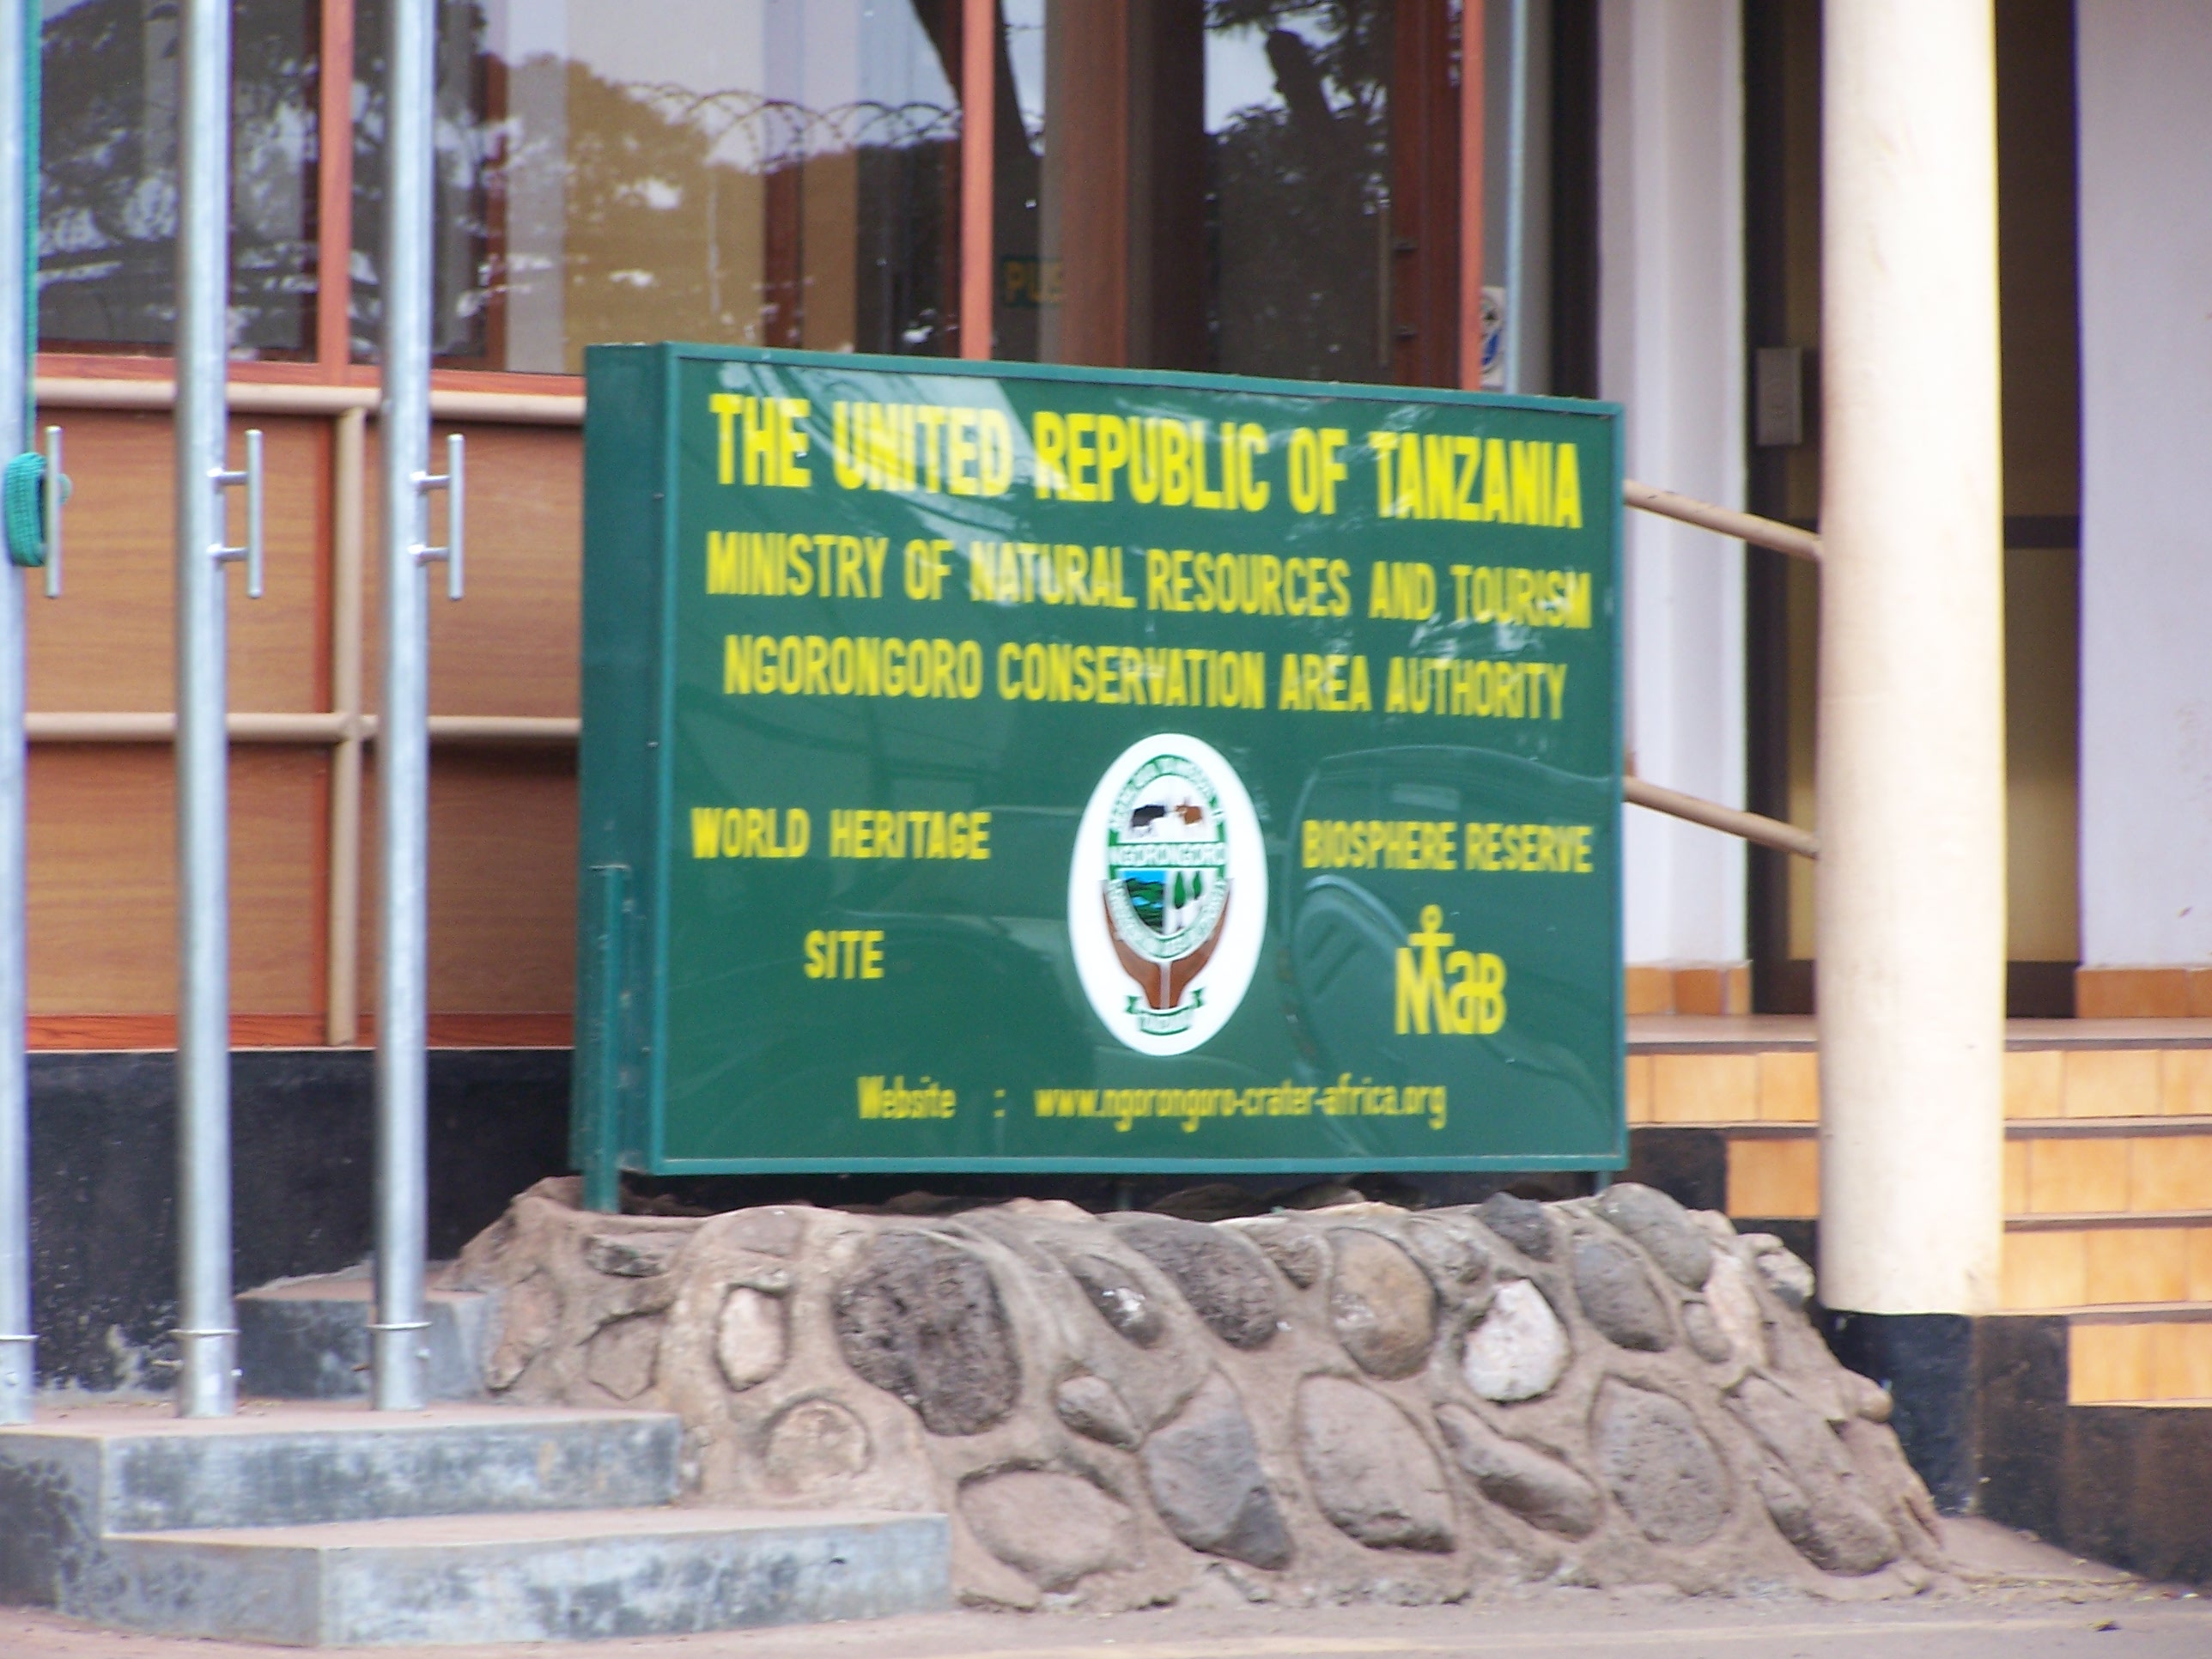 THE UNITED REPUBLIC OF TANZANIA
MINISTRY OF NATURAL RESOURCES AND TOURISM
NGORONGORO CONSERVATION AREA AUTHORITY
WORLD HERITAGE
SITE
NGORONGORO
BIOSPHERE RESERVE
MaB
Website : www.ngorongoro-crater-africa.org